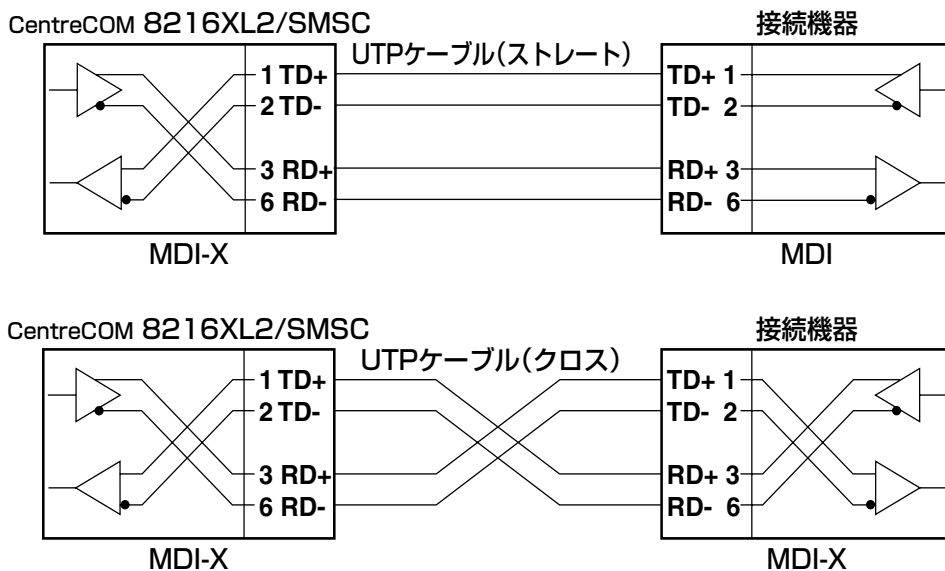 CentreCOM 8216XL2/SMSC
接続機器
UTPケーブル(ストレート)
1 TD+
2 TD-
3 RD+
6 RD-
TD+ 1
TD- 2
RD+ 3
RD- 6
MDI-X
MDI
CentreCOM 8216XL2/SMSC
接続機器
UTPケーブル(クロス)
1 TD+
2 TD-
3 RD+
6 RD-
TD+ 1
TD- 2
RD+ 3
RD- 6
MDI-X
MDI-X